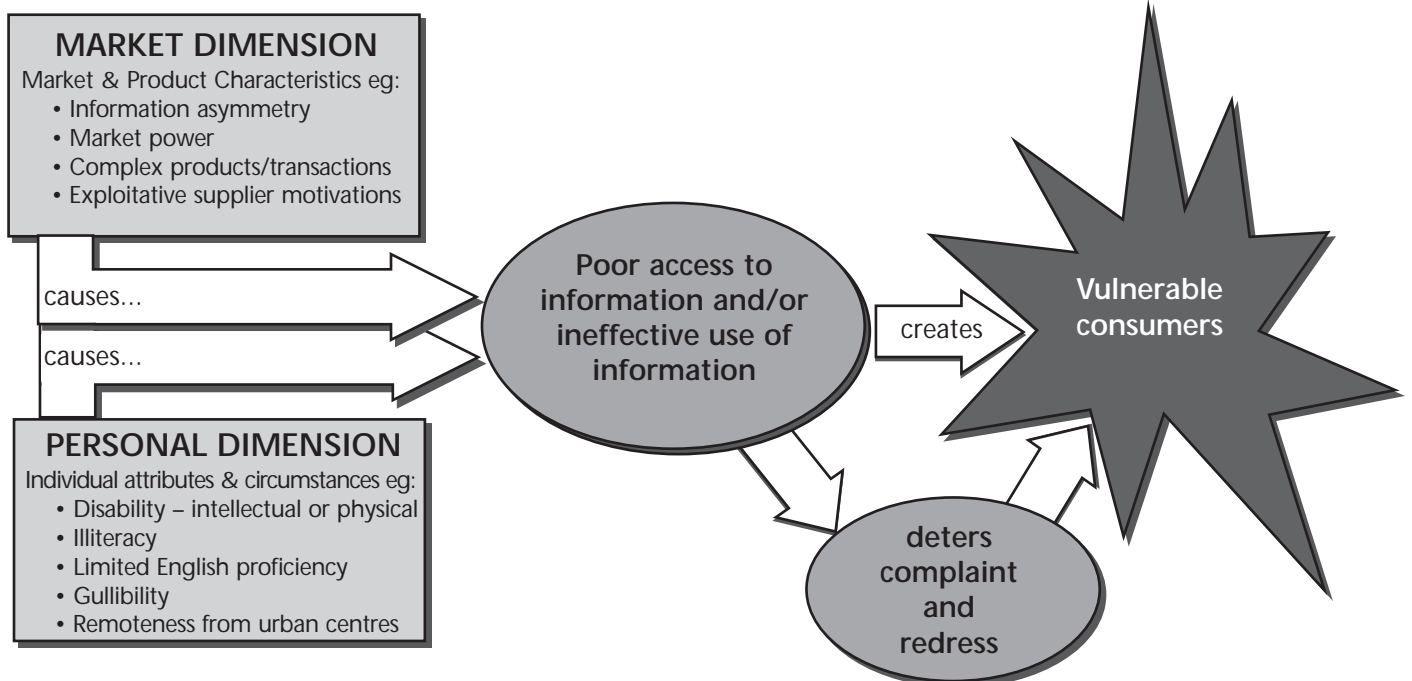 MARKET DIMENSION
Market & Product Characteristics eg:
• Information asymmetry
• Market power
• Complex products/transactions
• Exploitative supplier motivations
causes...
causes...
PERSONAL DIMENSION
Individual attributes & circumstances eg:
• Disability – intellectual or physical
• Illiteracy
• Limited English proficiency
• Gullibility
• Remoteness from urban centres
Poor access to
information and/or
ineffective use of
information
creates
Vulnerable
consumers
deters
complaint
and
redress